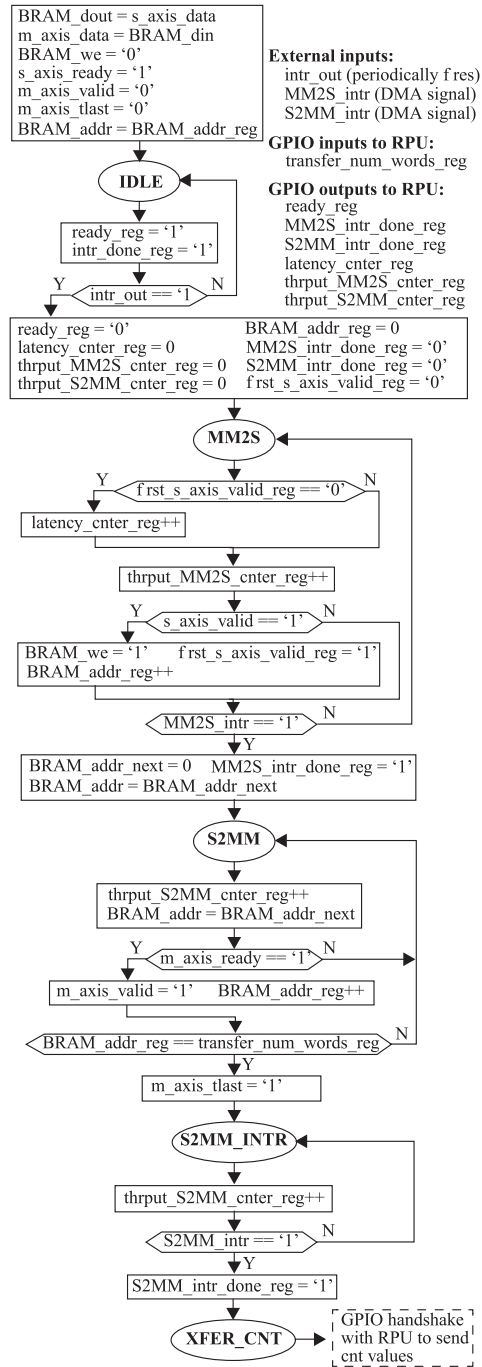 BRAM_dout = s_axis_data
m_axis_data = BRAM_din
BRAM_we = ‘0’
s_axis_ready = ‘1’
m_axis_valid = ‘0’
m_axis_tlast = ‘0’
BRAM_addr = BRAM_addr_reg
External inputs:
intr_out (periodically f res)
MM2S_intr (DMA signal)
S2MM_intr (DMA signal)
GPIO inputs to RPU:
transfer_num_words_reg
GPIO outputs to RPU:
ready_reg
MM2S_intr_done_reg
S2MM_intr_done_reg
latency_cnter_reg
thrput_MM2S_cnter_reg
thrput_S2MM_cnter_reg
IDLE
ready_reg = ‘1’
intr_done_reg = ‘1’
Y
intr_out == ‘1
N
ready_reg = ‘0’ BRAM_addr_reg = 0
latency_cnter_reg = 0 MM2S_intr_done_reg = ‘0’
thrput_MM2S_cnter_reg = 0 S2MM_intr_done_reg = ‘0’
thrput_S2MM_cnter_reg = 0 f rst_s_axis_valid_reg = ‘0’
MM2S
Y
f rst_s_axis_valid_reg == ‘0’
N
latency_cnter_reg++
thrput_MM2S_cnter_reg++
Y
s_axis_valid == ‘1’
N
BRAM_we = ‘1’ f rst_s_axis_valid_reg = ‘1’
BRAM_addr_reg++
MM2S_intr == ‘1’
N
Y
BRAM_addr_next = 0 MM2S_intr_done_reg = ‘1’
BRAM_addr = BRAM_addr_next
S2MM
thrput_S2MM_cnter_reg++
BRAM_addr = BRAM_addr_next
Y
m_axis_ready == ‘1’
N
m_axis_valid = ‘1’ BRAM_addr_reg++
BRAM_addr_reg == transfer_num_words_reg
N
Y
m_axis_tlast = ‘1’
S2MM_INTR
thrput_S2MM_cnter_reg++
S2MM_intr == ‘1’
N
Y
S2MM_intr_done_reg = ‘1’
XFER_CNT
GPIO handshake
with RPU to send
cnt values